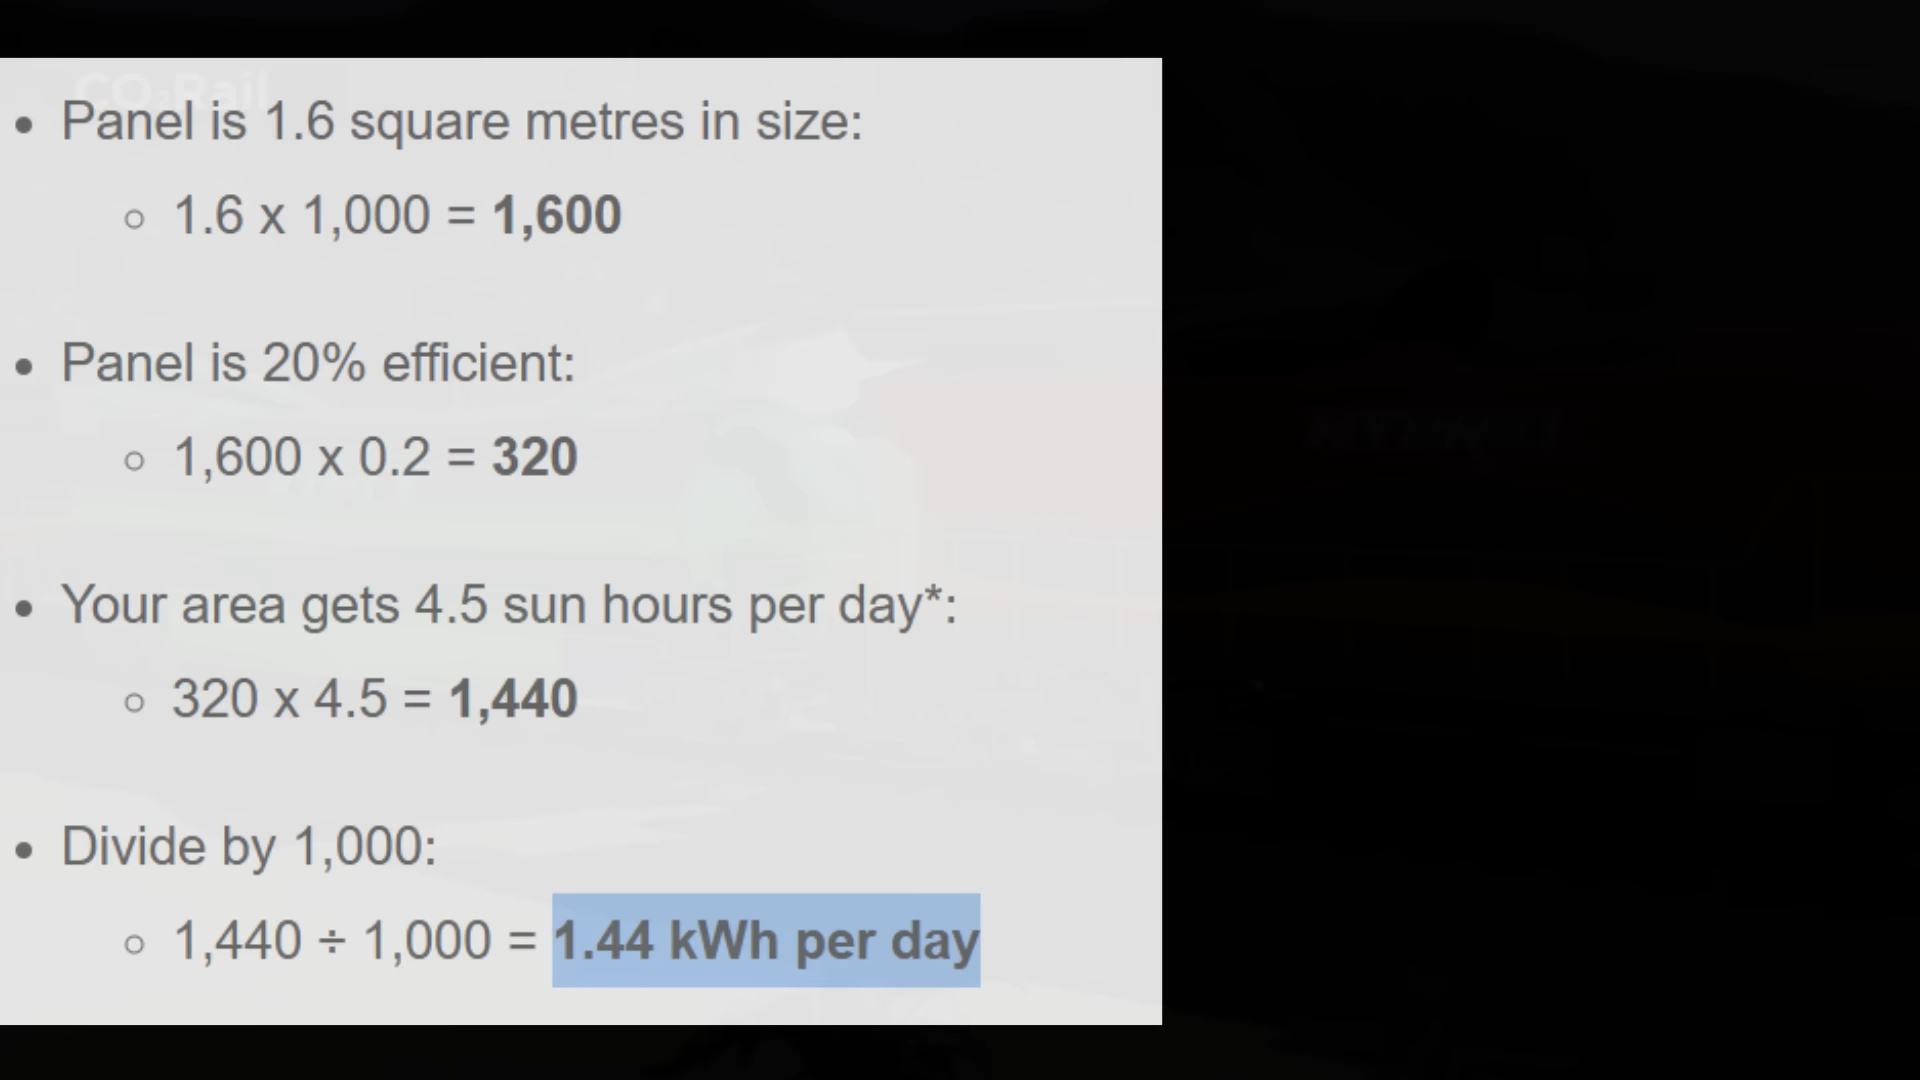 CO₂Rail
Panel is 1.6 square metres in size:
1.6 x 1,000 = 1,600
Panel is 20% efficient:
1,600 x 0.2 = 320
Your area gets 4.5 sun hours per day*:
320 x 4.5 = 1,440
Divide by 1,000:
1,440 ÷ 1,000 = 1.44 kWh per day